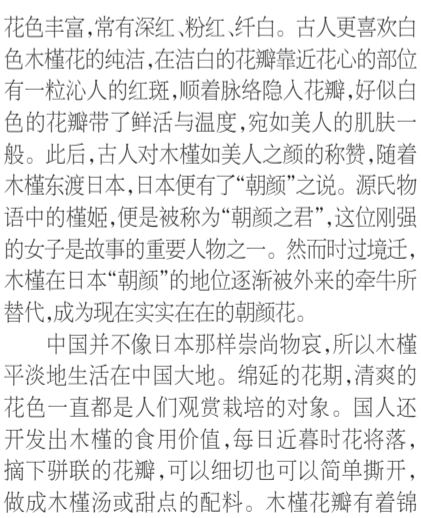 花色丰富，常有深红、粉红、纤白。古人更喜欢白
色木槿花的纯洁，在洁白的花瓣靠近花心的部位
有一粒沁人的红斑，顺着脉络隐入花瓣，好似白
色的花瓣带了鲜活与温度，宛如美人的肌肤一
般。此后，古人对木槿如美人之颜的称赞，随着
木槿东渡日本，日本便有了“朝颜”之说。源氏物
语中的槿姬，便是被称为“朝颜之君”，这位刚强
的女子是故事的重要人物之一。然而时过境迁，
木槿在日本“朝颜”的地位逐渐被外来的牵牛所
替代，成为现在实实在在的朝颜花。
中国并不像日本那样崇尚物哀，所以木槿
平淡地生活在中国大地。绵延的花期，清爽的
花色一直都是人们观赏栽培的对象。国人还
开发出木槿的食用价值，每日近暮时花将落，
摘下骈联的花瓣，可以细切也可以简单撕开，
做成木槿汤或甜点的配料。木槿花瓣有着锦